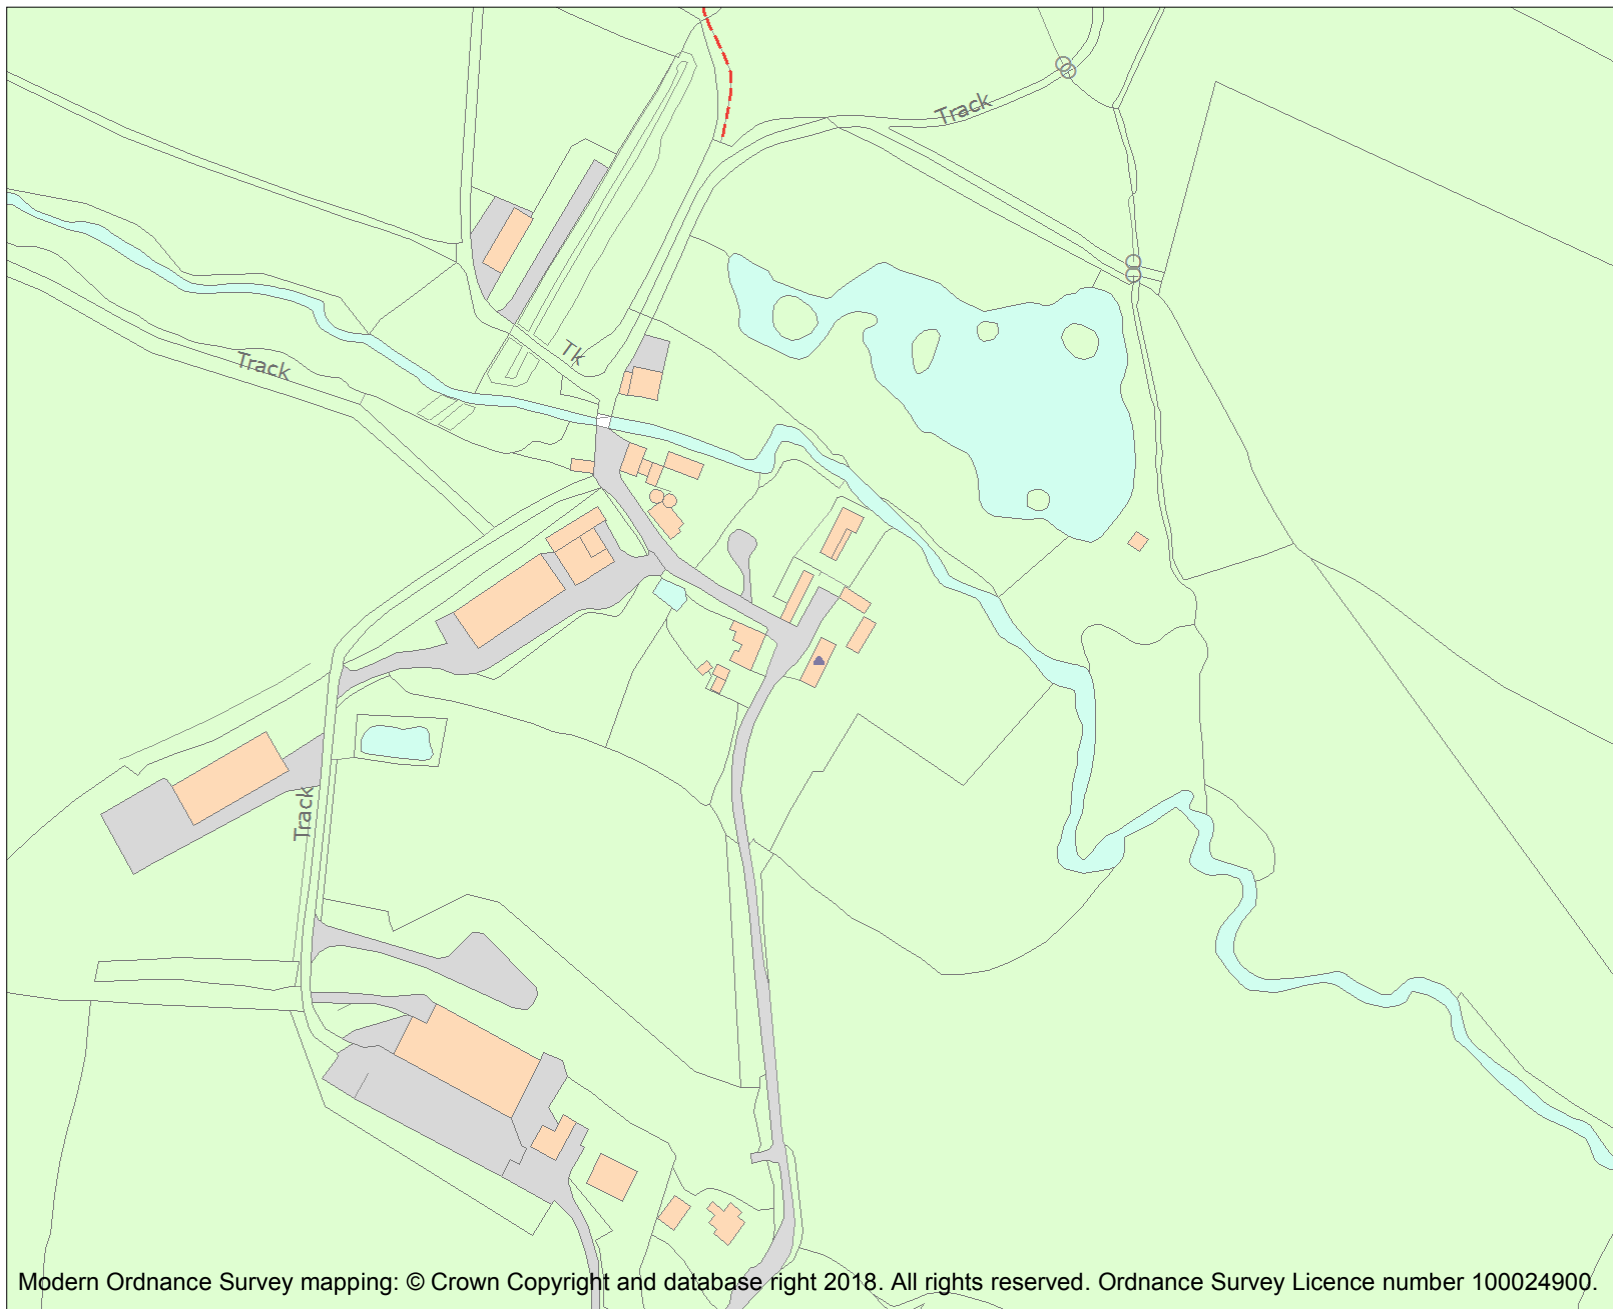 Track
Tk
Track
Track
Modern Ordnance Survey mapping: © Crown Copyright and database right 2018. All rights reserved. Ordnance Survey Licence number 100024900.